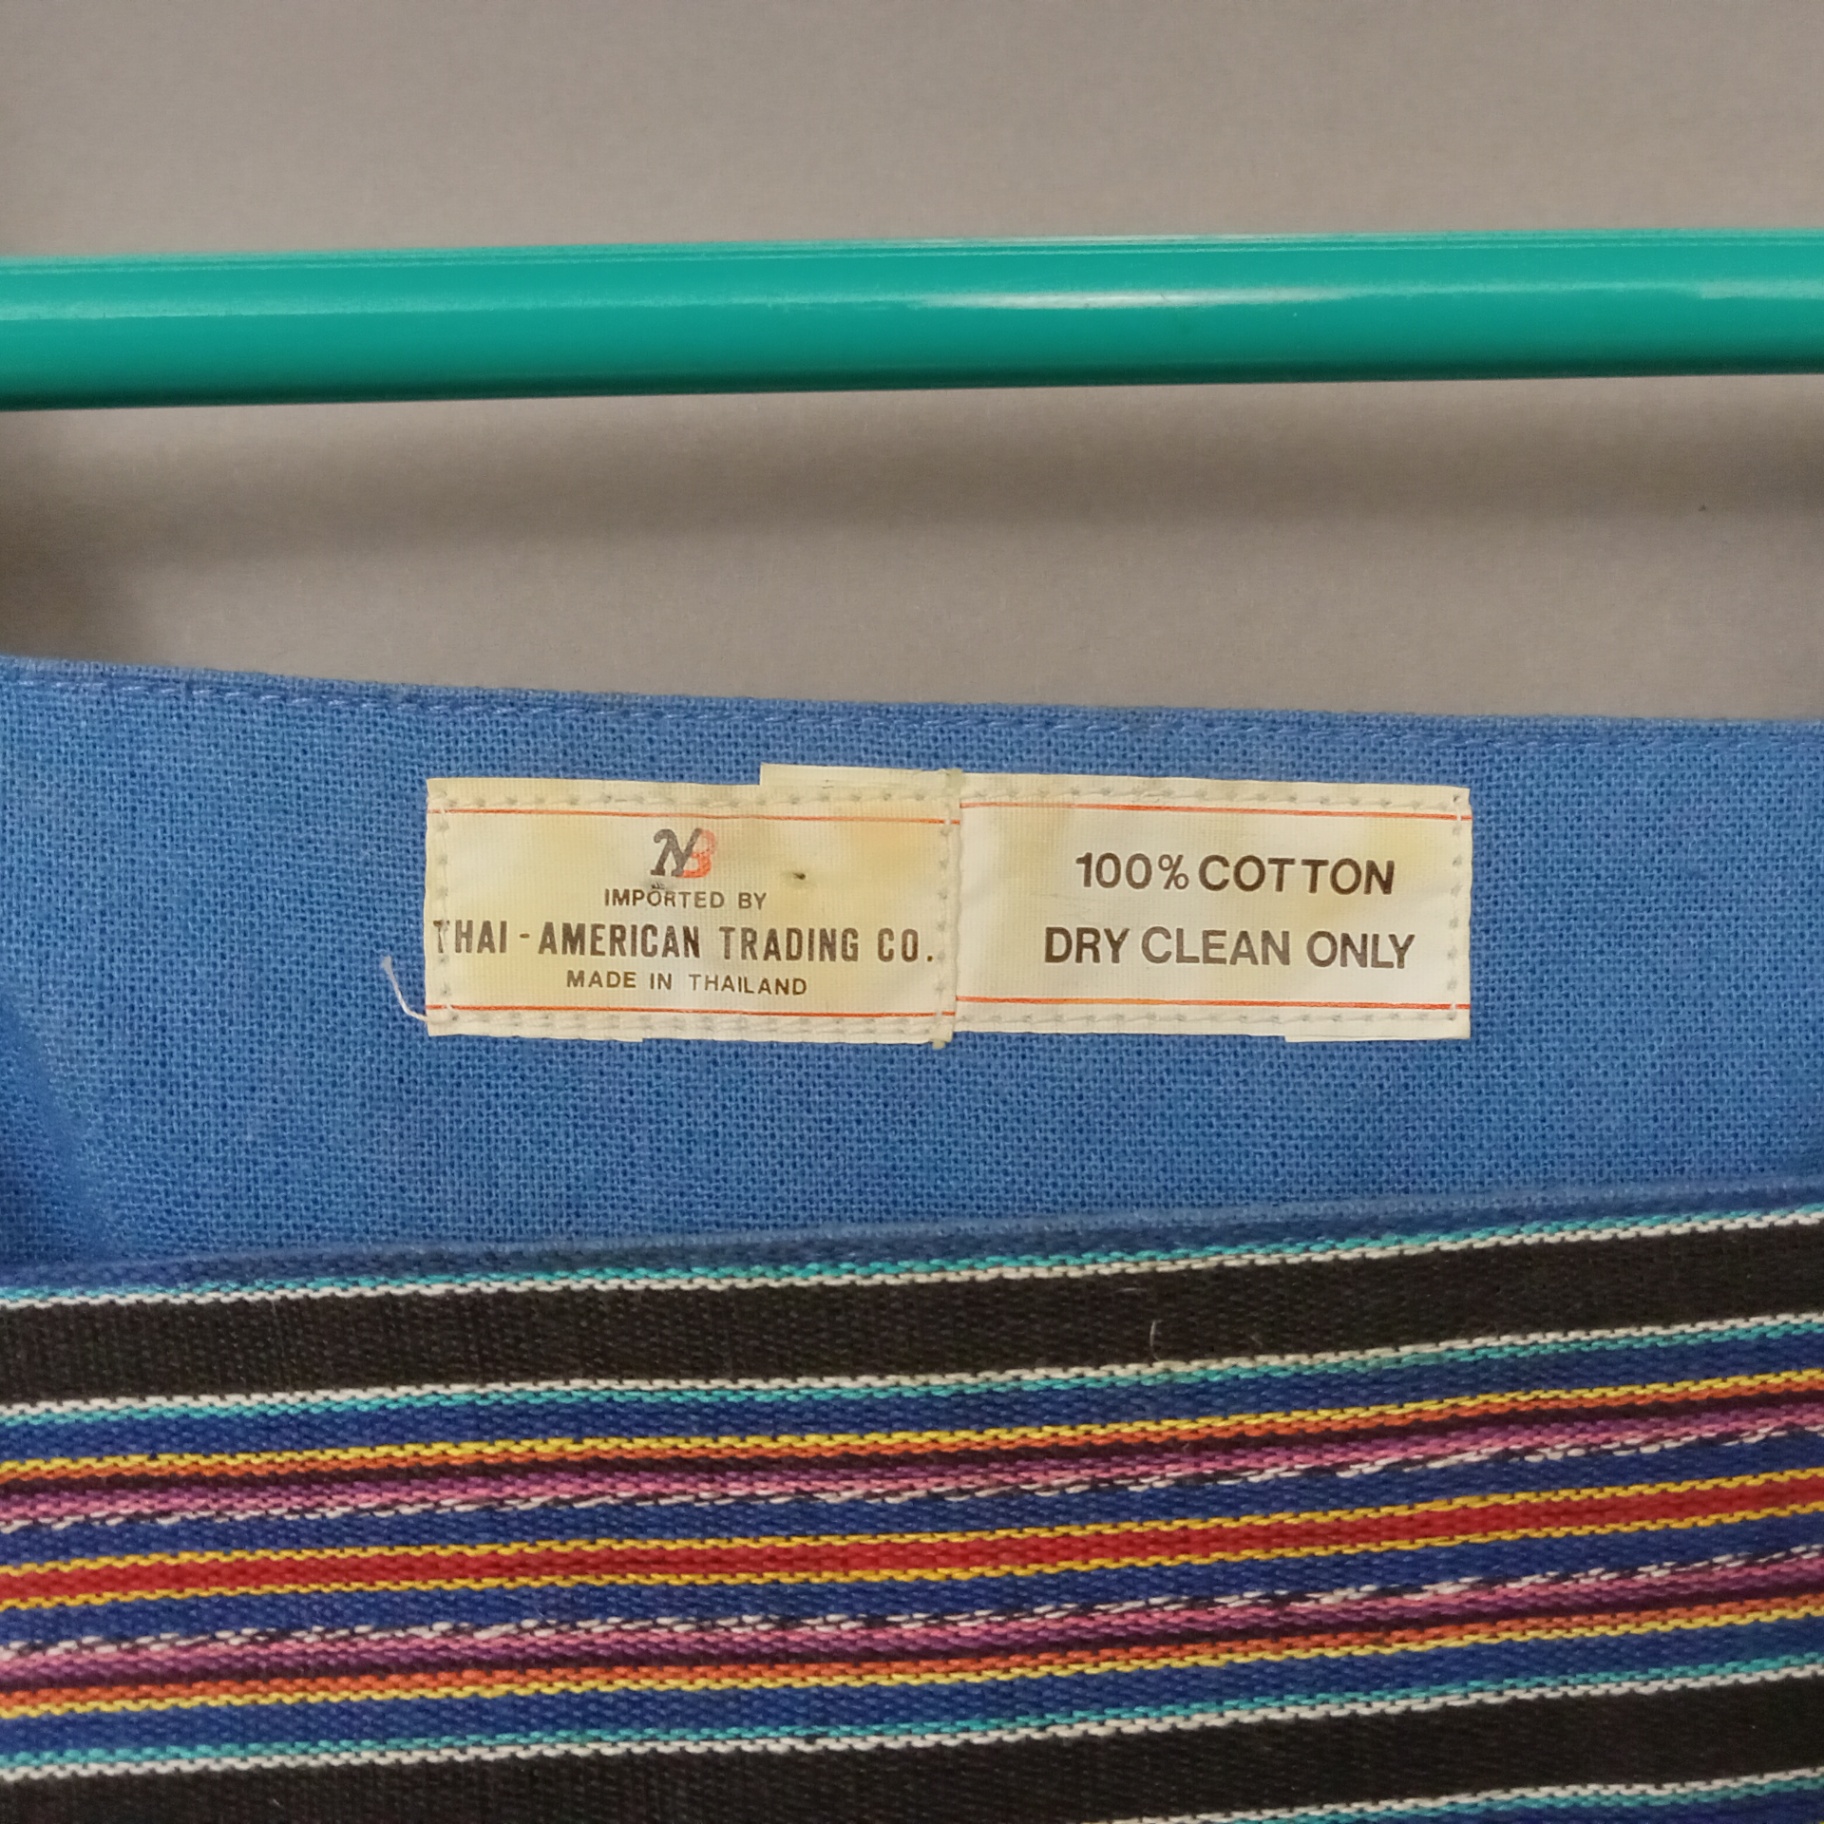 NB
IMPORTED BY
THAI-AMERICAN TRADING CO.
MADE IN THAILAND
100% COTTON
DRY CLEAN ONLY